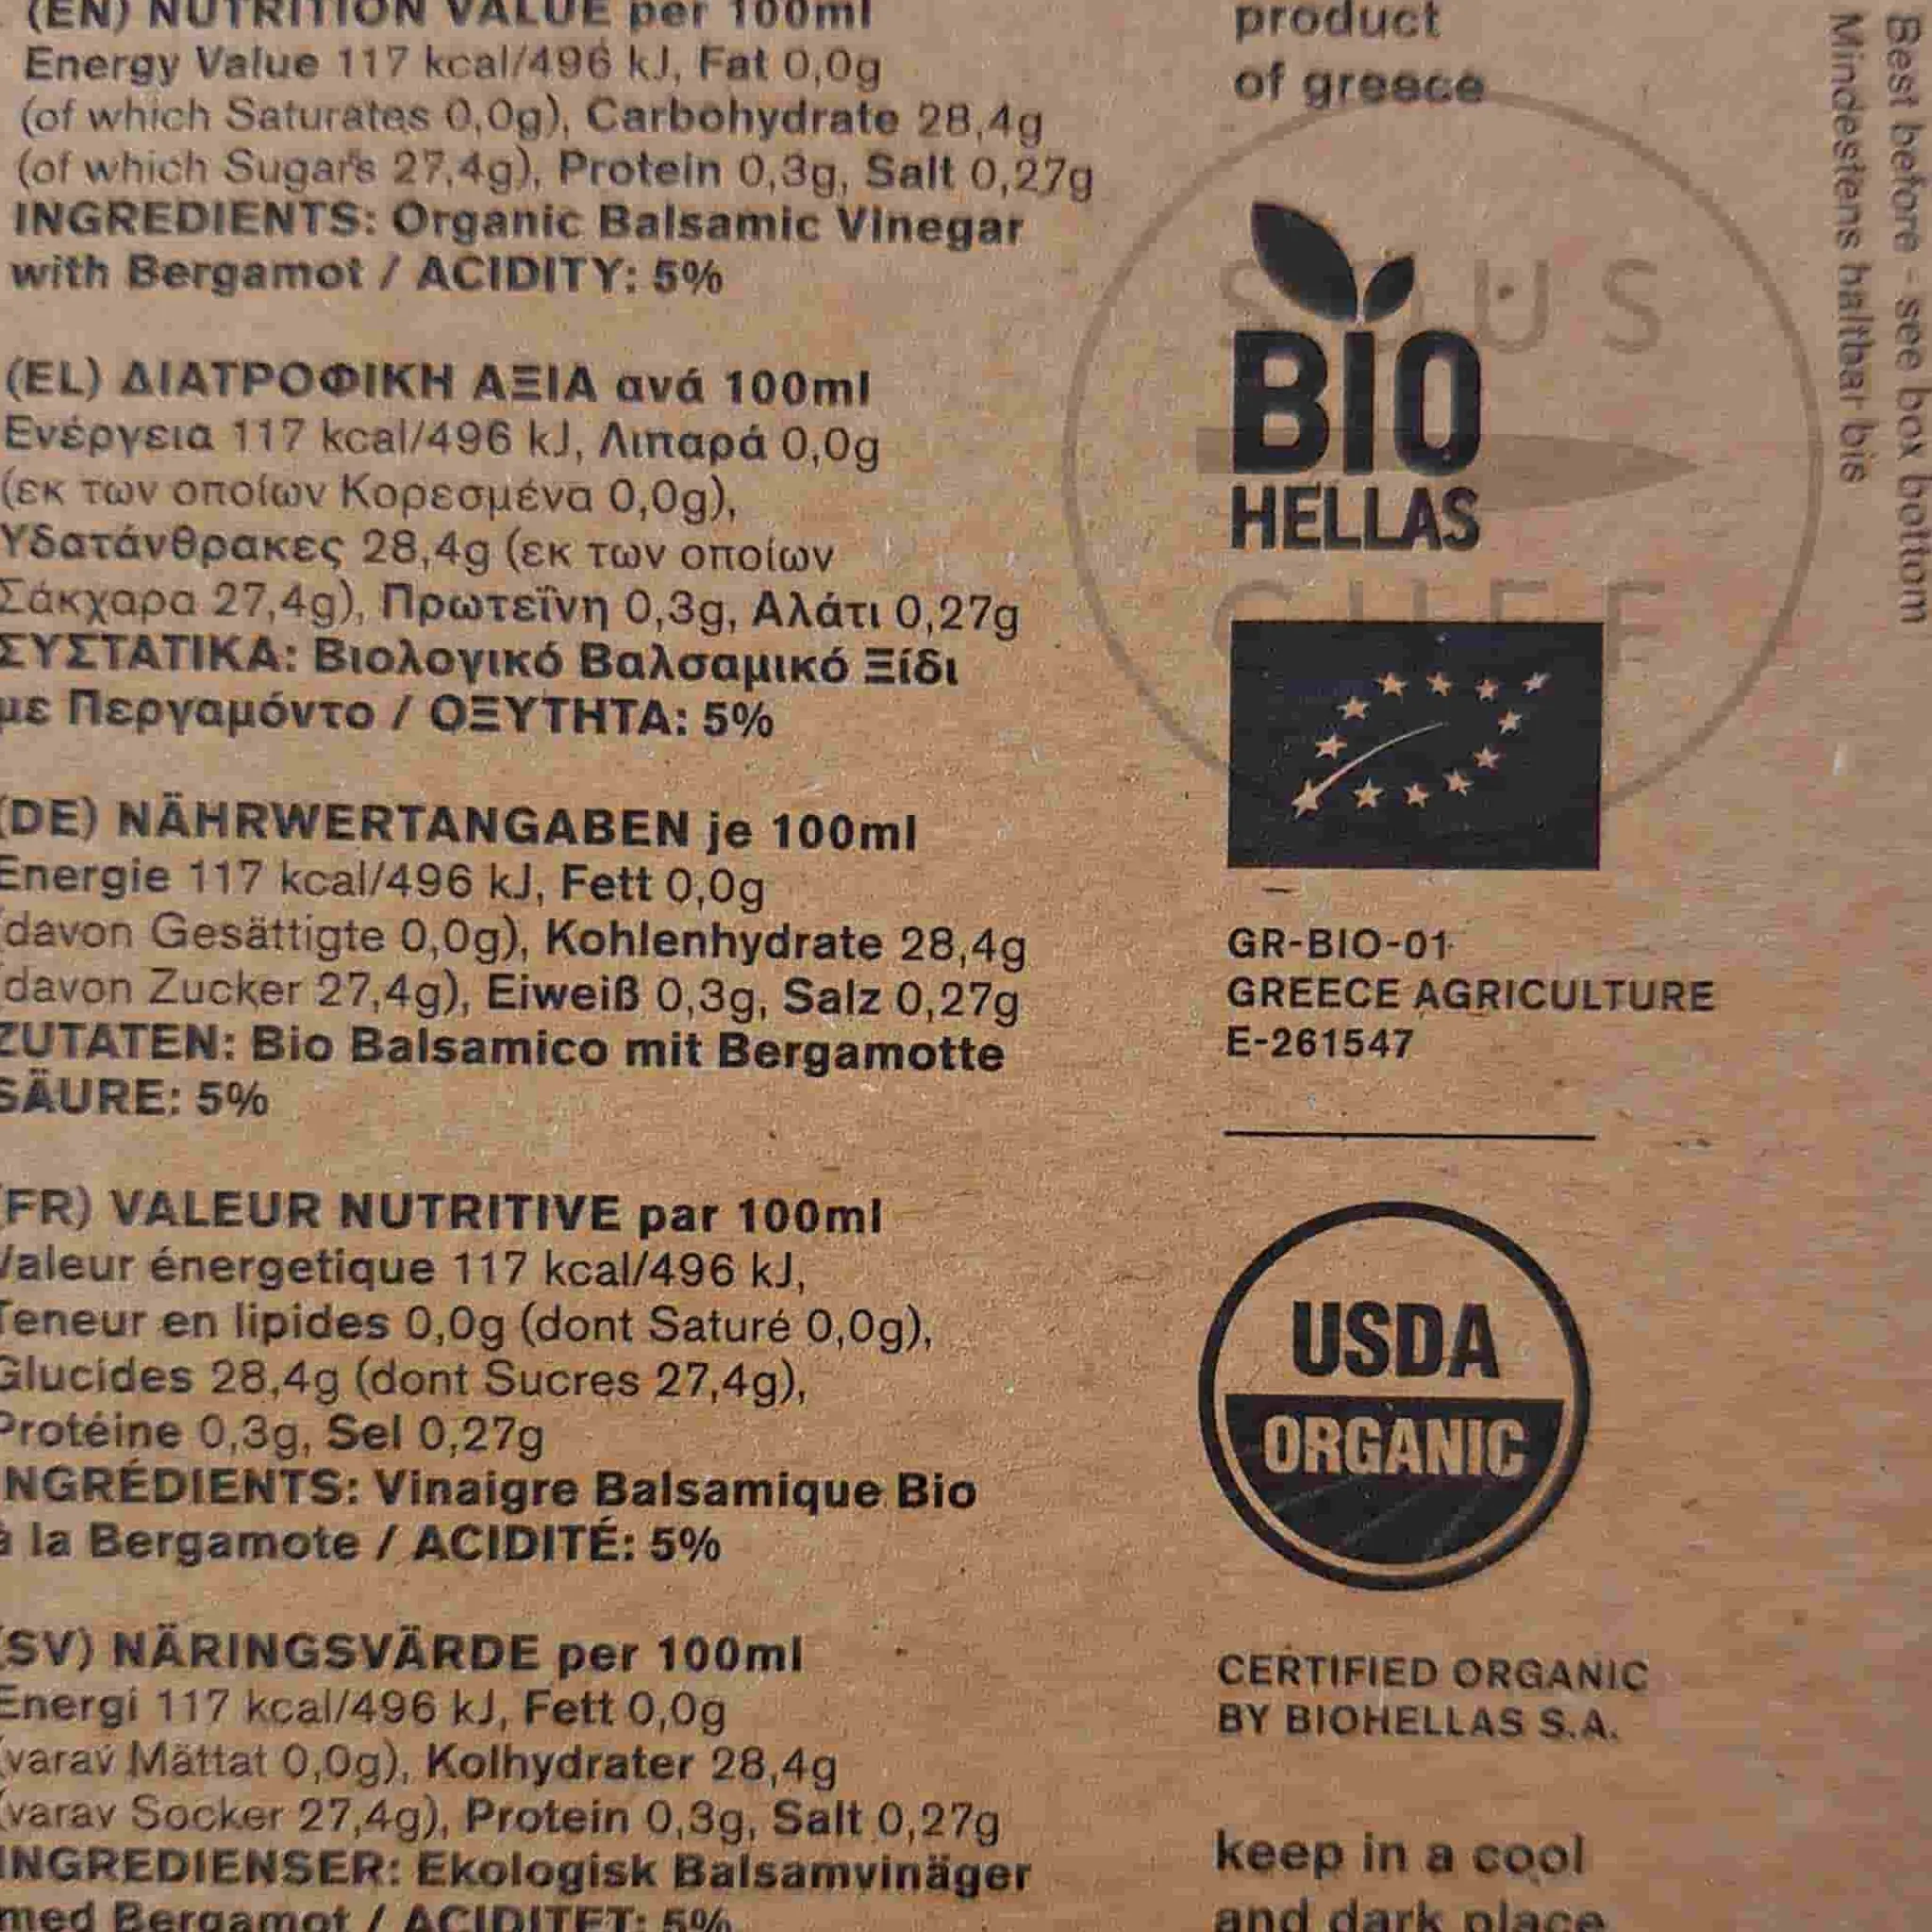 (EN) NUTRITION VALUE per 100ml
Energy Value 117 kcal/496 kJ, Fat 0,0g
(of which Saturates 0,0g), Carbohydrate 28,4g
(of which Sugars 27,4g), Protein 0,3g, Salt 0,27g
INGREDIENTS: Organic Balsamic Vinegar
with Bergamot / ACIDITY: 5%
(EL) ΔΙΑΤΡΟΦΙΚΗ ΑΞΙΑ ανά 100ml
Ενέργεια 117 kcal/496 kJ, Λιπαρά 0,0g
(εκ των οποίων Κορεσμένα 0,0g),
Υδατάνθρακες 28,4g (εκ των οποίων
Σάκχαρα 27,4g), Πρωτεΐνη 0,3g, Αλάτι 0,27g
ΣΥΣΤΑΤΙΚΑ: Βιολογικό Βαλσαμικό Ξίδι
με Περγαμόντο / ΟΞΥΤΗΤΑ: 5%
(DE) NÄHRWERTANGABEN je 100ml
Energie 117 kcal/496 kJ, Fett 0,0g
(davon Gesättigte 0,0g), Kohlenhydrate 28,4g
(davon Zucker 27,4g), Eiweiß 0,3g, Salz 0,27g
ZUTATEN: Bio Balsamico mit Bergamotte
SÄURE: 5%
(FR) VALEUR NUTRITIVE par 100ml
Valeur énergetique 117 kcal/496 kJ,
Teneur en lipides 0,0g (dont Saturé 0,0g),
Glucides 28,4g (dont Sucres 27,4g),
Protéine 0,3g, Sel 0,27g
INGRÉDIENTS: Vinaigre Balsamique Bio
à la Bergamote / ACIDITÉ: 5%
(SV) NÄRINGSVÄRDE per 100ml
Energi 117 kcal/496 kJ, Fett 0,0g
(varav Mättat 0,0g), Kolhydrater 28,4g
(varav Socker 27,4g), Protein 0,3g, Salt 0,27g
INGREDIENSER: Ekologisk Balsamvinäger
med Bergamot / ACIDITET: 5%
product
of greece
BIO
HELLAS
GR-BIO-01
GREECE AGRICULTURE
E-261547
USDA
ORGANIC
CERTIFIED ORGANIC
BY BIOHELLAS S.A.
keep in a cool
and dark place
Best before - see box bottom
Mindestens haltbar bis